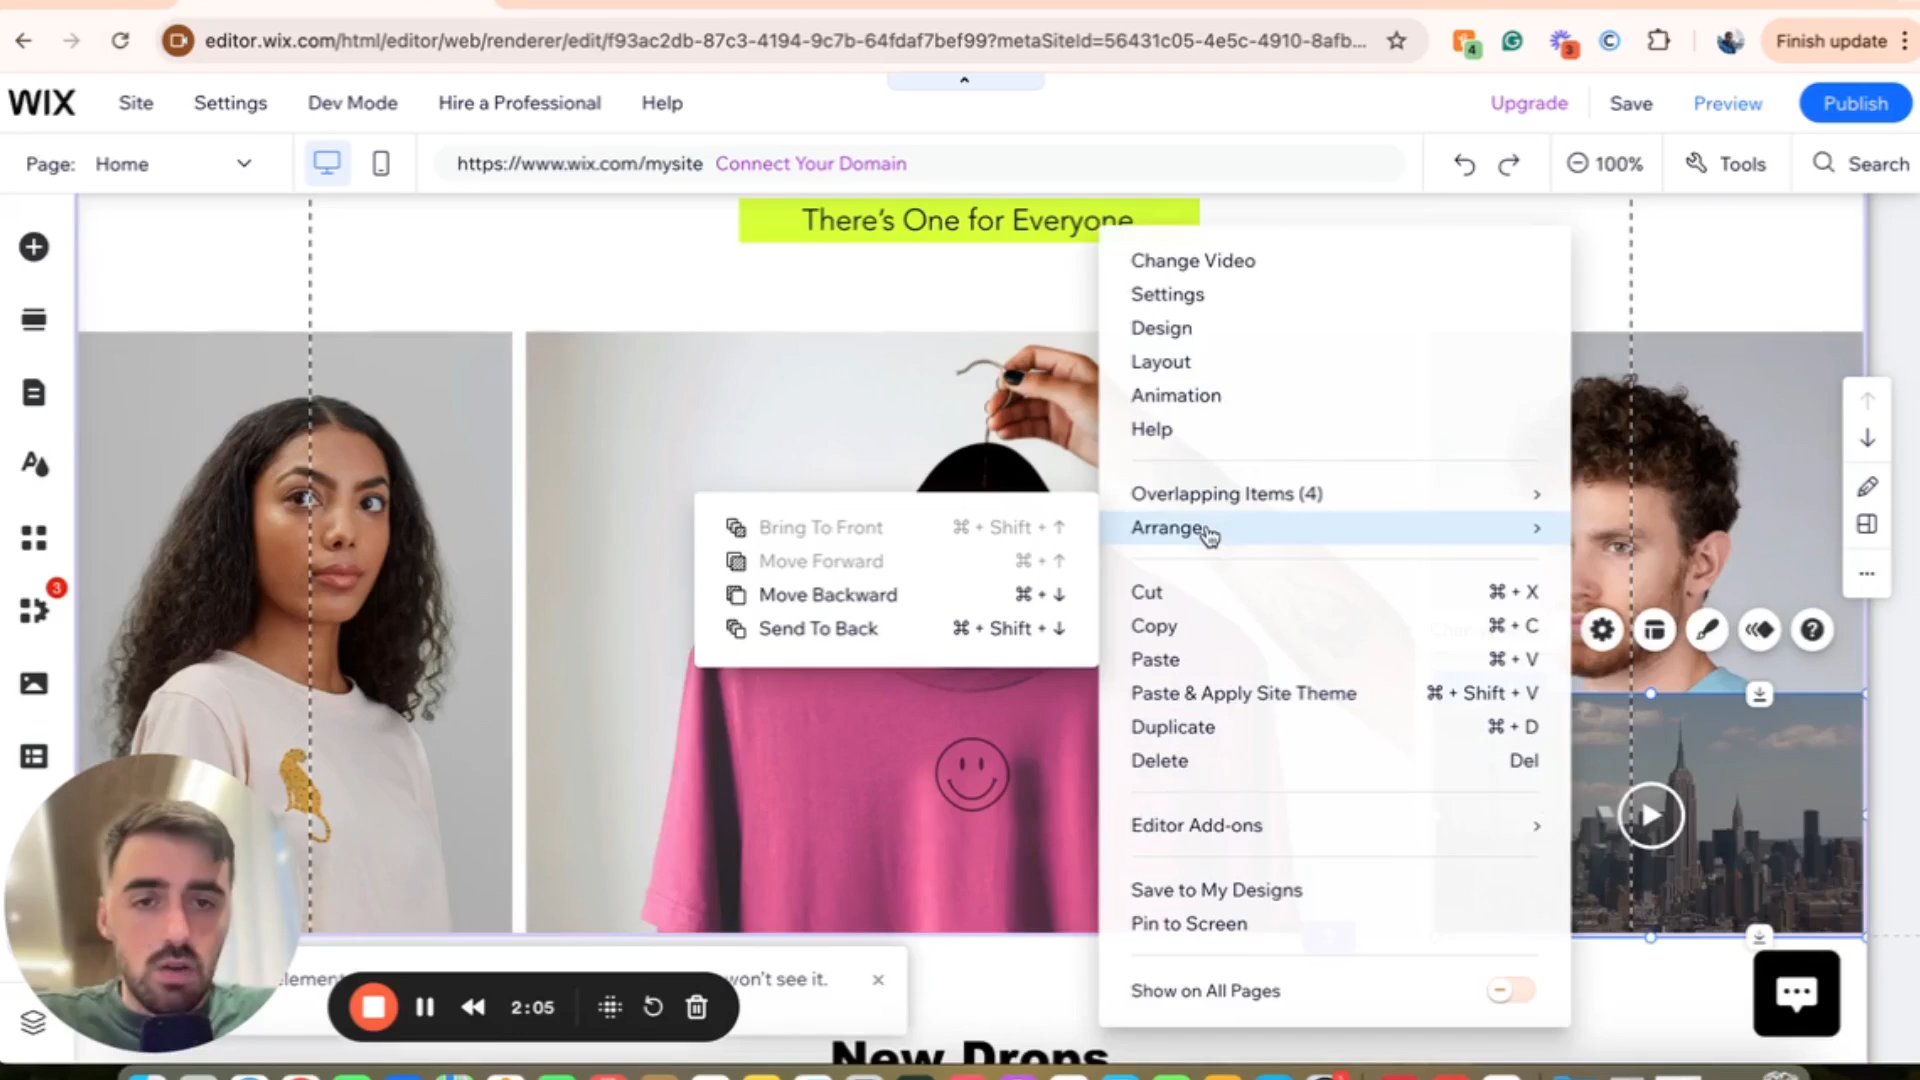 editor.wix.com/html/editor/web/renderer/edit/f93ac2db-87c3-4194-9c7b-64fdaf7bef99?metaSiteId=56431c05-4e5c-4910-8afb...
4
3
Finish update
WIX
Site
Settings
Dev Mode
Hire a Professional
Help
Upgrade
Save
Preview
Publish
Page: Home
https://www.wix.com/mysite Connect Your Domain
100%
Tools
Search
There's One for Everyone
Change Video
Settings
Design
Layout
Animation
Help
Overlapping Items (4)
Arrange
Bring To Front ⌘ + Shift + ↑
Move Forward ⌘ + ↑
Move Backward ⌘ + ↓
Send To Back ⌘ + Shift + ↓
Cut ⌘ + X
Copy ⌘ + C
Paste ⌘ + V
Paste & Apply Site Theme ⌘ + Shift + V
Duplicate ⌘ + D
Delete Del
Editor Add-ons
Save to My Designs
Pin to Screen
Show on All Pages
3
won't see it.
2:05
New Drops